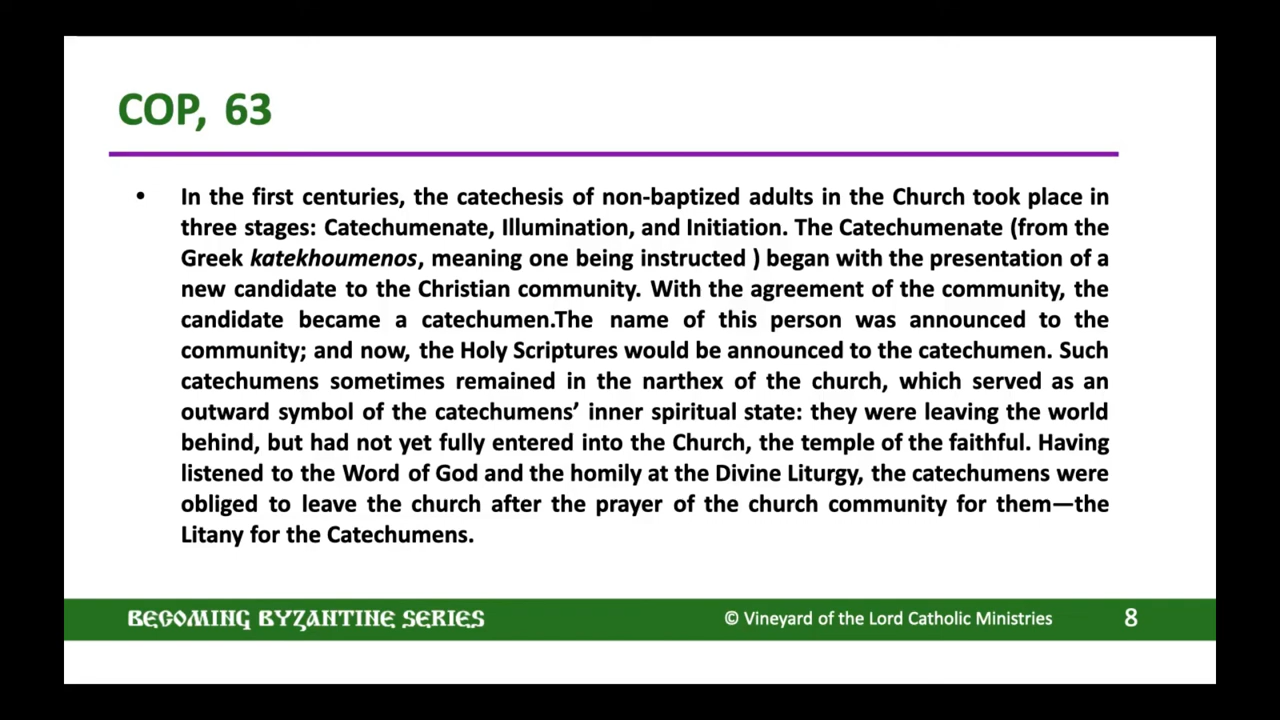 COP, 63
• In the first centuries, the catechesis of non-baptized adults in the Church took place in
three stages: Catechumenate, Illumination, and Initiation. The Catechumenate (from the
Greek katekhoumenos, meaning one being instructed ) began with the presentation of a
new candidate to the Christian community. With the agreement of the community, the
candidate became a catechumen.The name of this person was announced to the
community; and now, the Holy Scriptures would be announced to the catechumen. Such
catechumens sometimes remained in the narthex of the church, which served as an
outward symbol of the catechumens’ inner spiritual state: they were leaving the world
behind, but had not yet fully entered into the Church, the temple of the faithful. Having
listened to the Word of God and the homily at the Divine Liturgy, the catechumens were
obliged to leave the church after the prayer of the church community for them—the
Litany for the Catechumens.
BECOMING BYZANTINE SERIES © Vineyard of the Lord Catholic Ministries 8